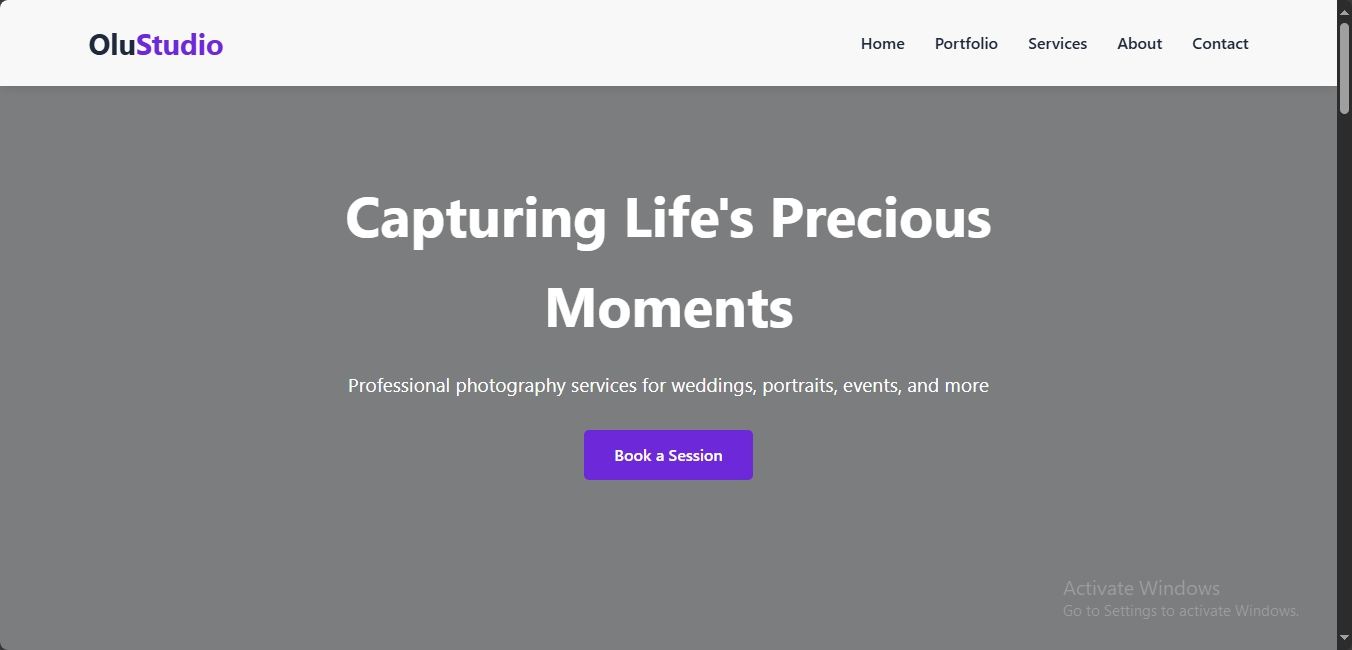 OluStudio
Home
Portfolio
Services
About
Contact
Capturing Life's Precious
Moments
Professional photography services for weddings, portraits, events, and more
Book a Session
Activate Windows
Go to Settings to activate Windows.